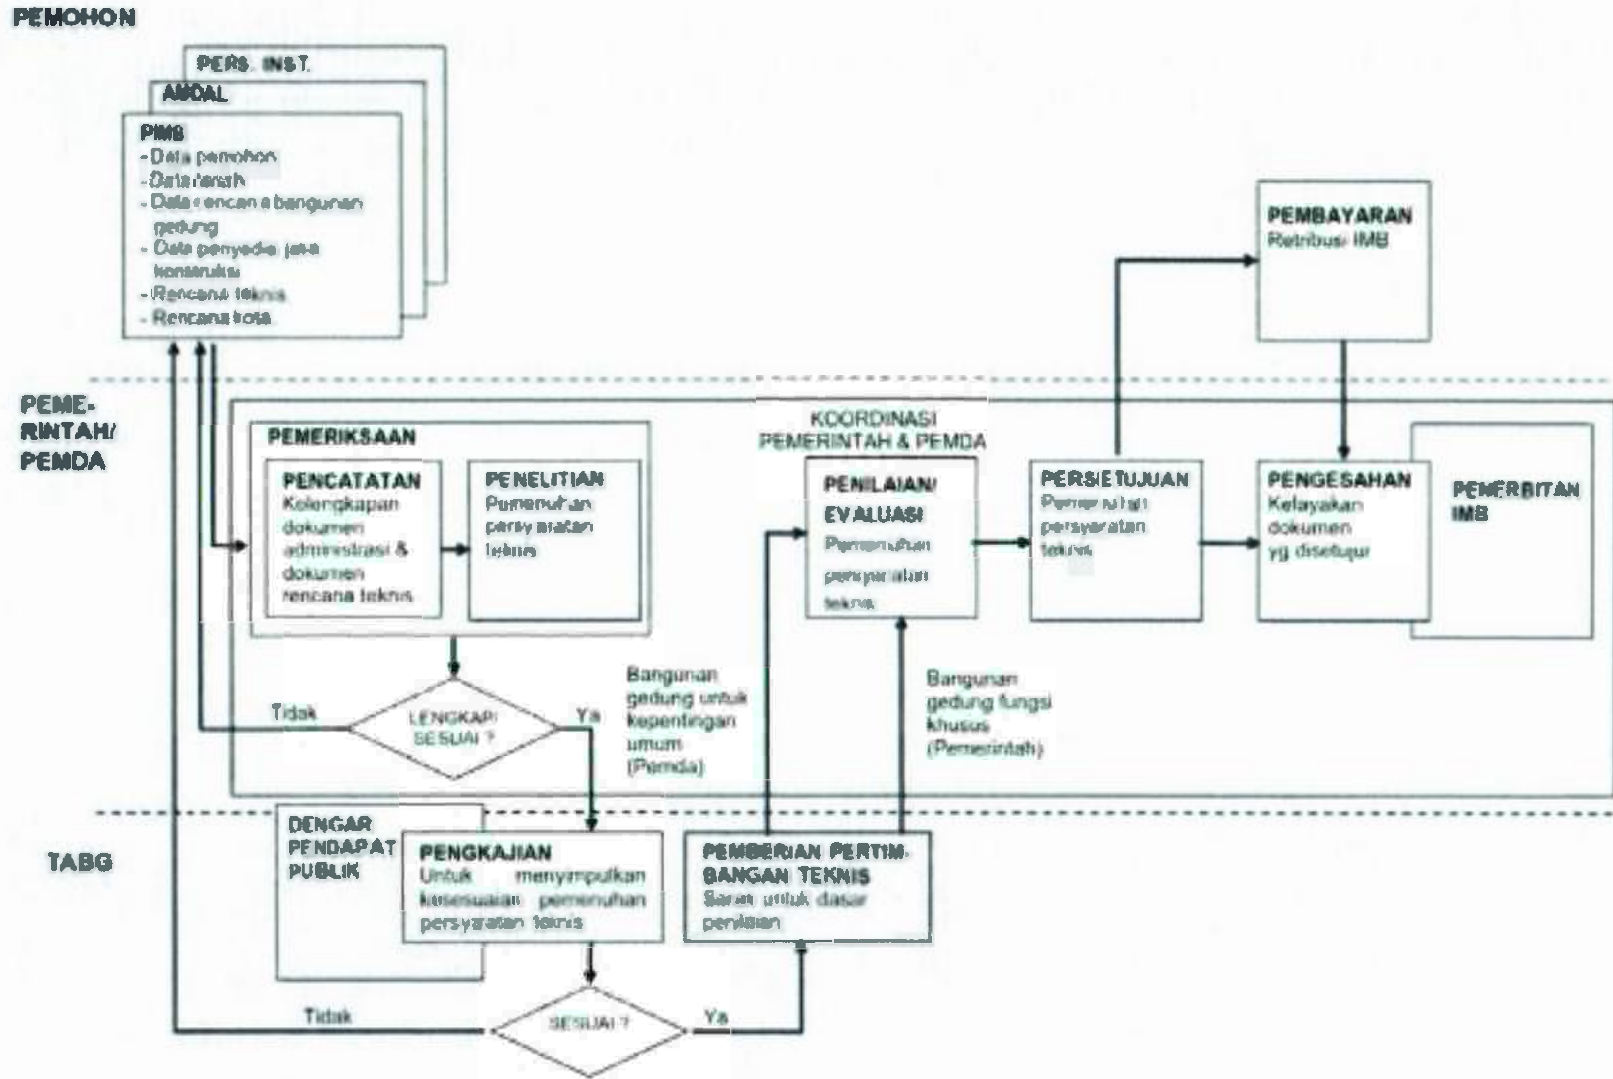 PEMOHON
PERS. INST.
AMDAL
PIMB
- Data pemohon
- Data tanah
- Data rencana bangunan
gedung
- Data penyedia jasa
konstruksi
- Rencana teknis
- Rencana kota
PEMBAYARAN
Retribusi IMB
PEME-
RINTAH/
PEMDA
KOORDINASI
PEMERINTAH & PEMDA
PEMERIKSAAN
PENCATATAN
Kelengkapan
dokumen
administrasi &
dokumen
rencana teknis
PENELITIAN
Pemenuhan
persyaratan
teknis
PENILAIAN/
EVALUASI
Pemenuhan
persyaratan
teknis
PERSETUJUAN
Pemenuhan
persyaratan
teknis
PENGESAHAN
Kelayakan
dokumen
yg disetujui
PENERBITAN
IMB
Tidak
LENGKAP/
SESUAI ?
Ya
Bangunan
gedung untuk
kepentingan
umum
(Pemda)
Bangunan
gedung fungsi
khusus
(Pemerintah)
TABG
DENGAR
PENDAPAT
PUBLIK
PENGKAJIAN
Untuk menyimpulkan
kesesuaian pemenuhan
persyaratan teknis
PEMBERIAN PERTIM-
BANGAN TEKNIS
Saran untuk dasar
penilaian
Tidak
SESUAI ?
Ya